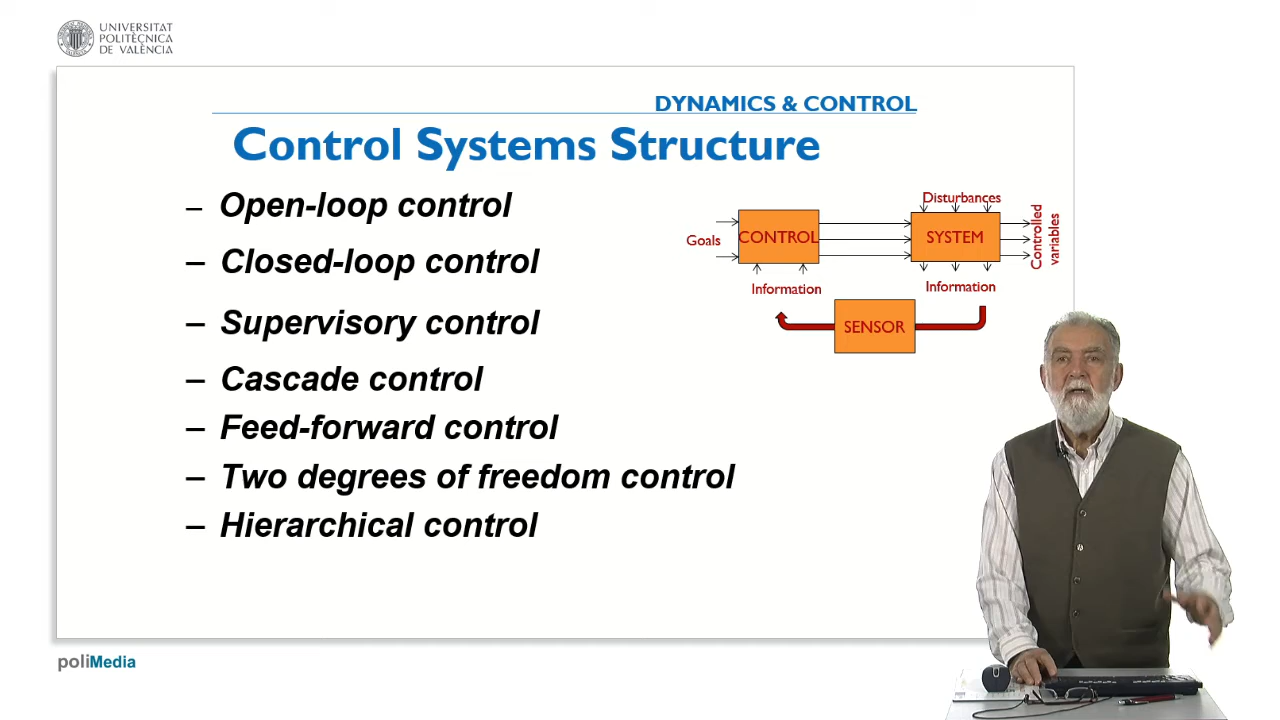 UNIVERSITAT
POLITÈCNICA
DE VALÈNCIA
DYNAMICS & CONTROL
Control Systems Structure
– Open-loop control
– Closed-loop control
– Supervisory control
– Cascade control
– Feed-forward control
– Two degrees of freedom control
– Hierarchical control
Disturbances
Goals
CONTROL
SYSTEM
Controlled
variables
Information
Information
SENSOR
poliMedia